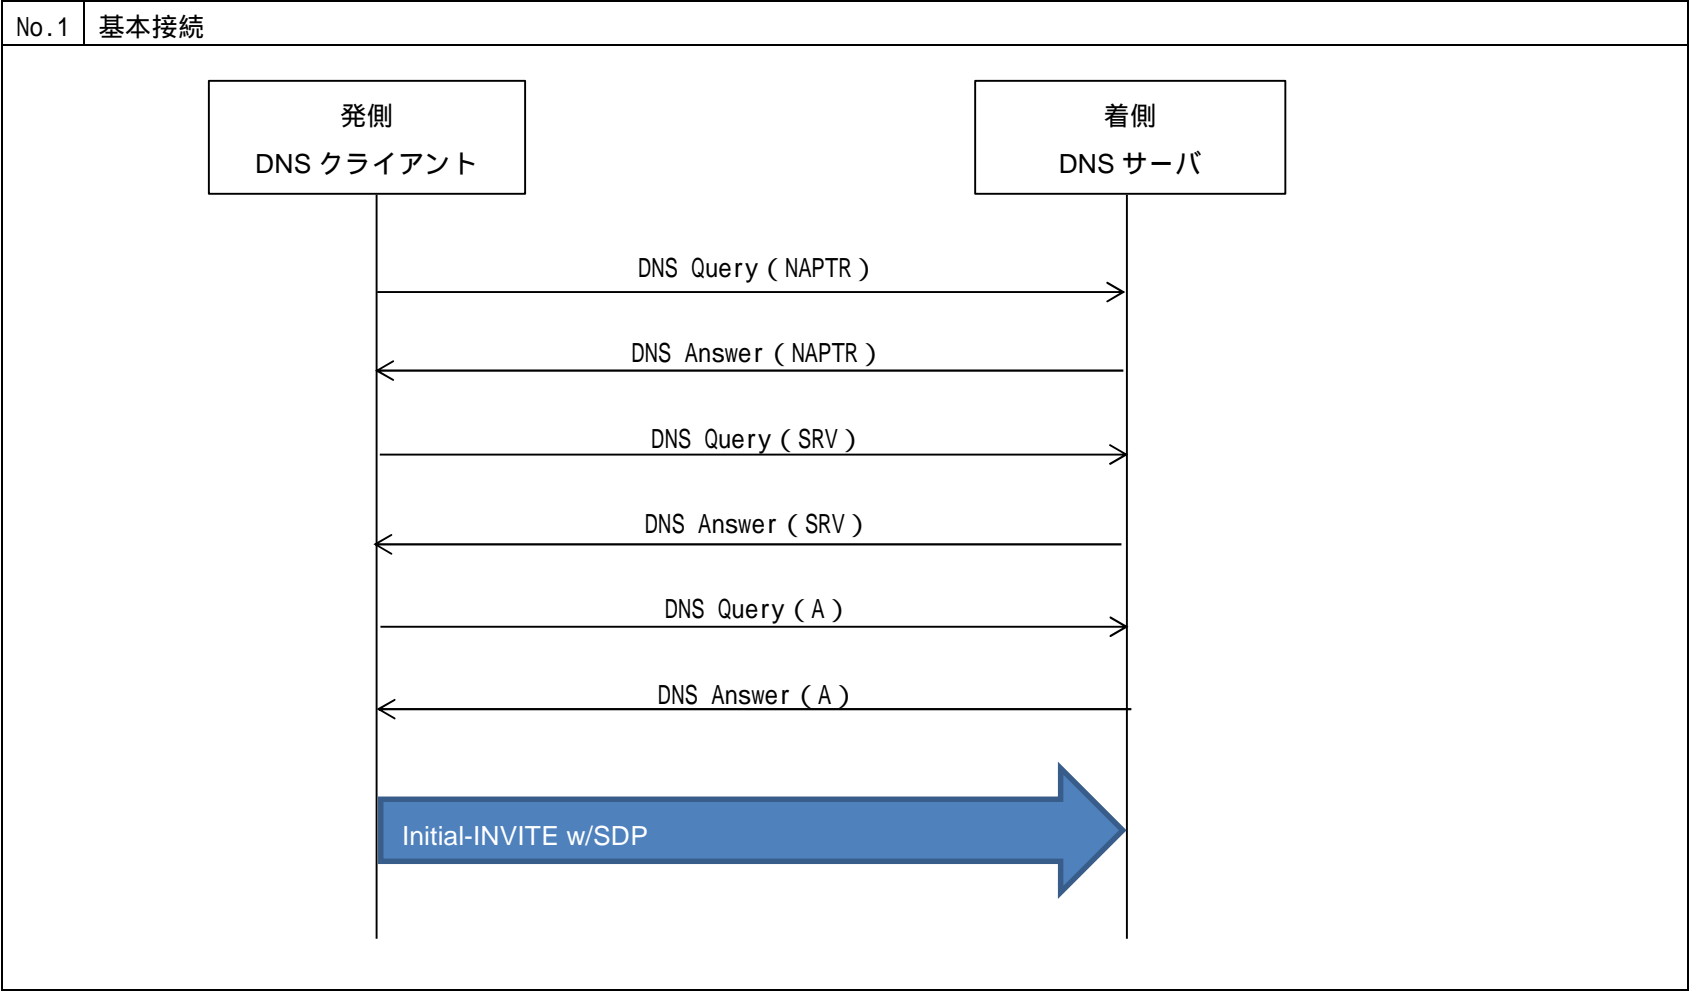 No.1 基本接続
発側
DNS クライアント
着側
DNS サーバ
DNS Query(NAPTR)
DNS Answer(NAPTR)
DNS Query(SRV)
DNS Answer(SRV)
DNS Query(A)
DNS Answer(A)
Initial-INVITE w/SDP